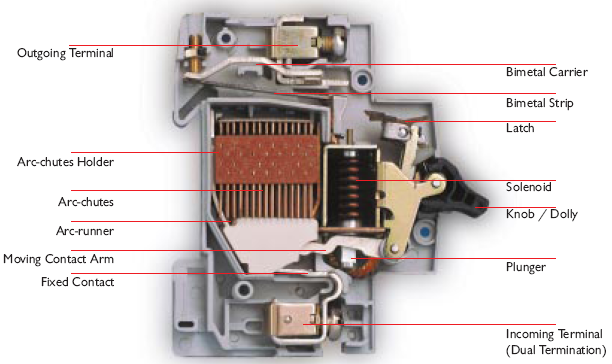 Outgoing Terminal
Bimetal Carrier
Bimetal Strip
Latch
Arc-chutes Holder
Solenoid
Arc-chutes
Knob / Dolly
Arc-runner
Moving Contact Arm
Plunger
Fixed Contact
Incoming Terminal
(Dual Termination)